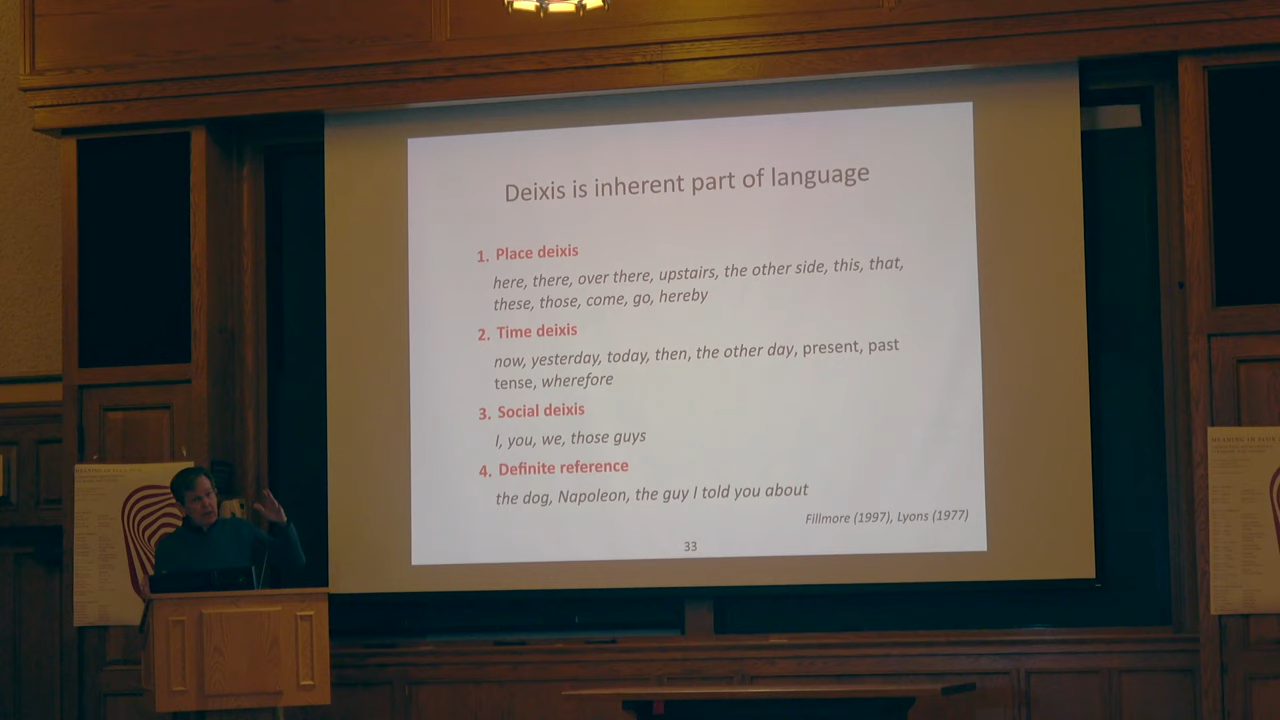 Deixis is inherent part of language
1. Place deixis
here, there, over there, upstairs, the other side, this, that,
these, those, come, go, hereby
2. Time deixis
now, yesterday, today, then, the other day, present, past
tense, wherefore
3. Social deixis
I, you, we, those guys
4. Definite reference
the dog, Napoleon, the guy I told you about
Fillmore (1997), Lyons (1977)
33
MEANING IN